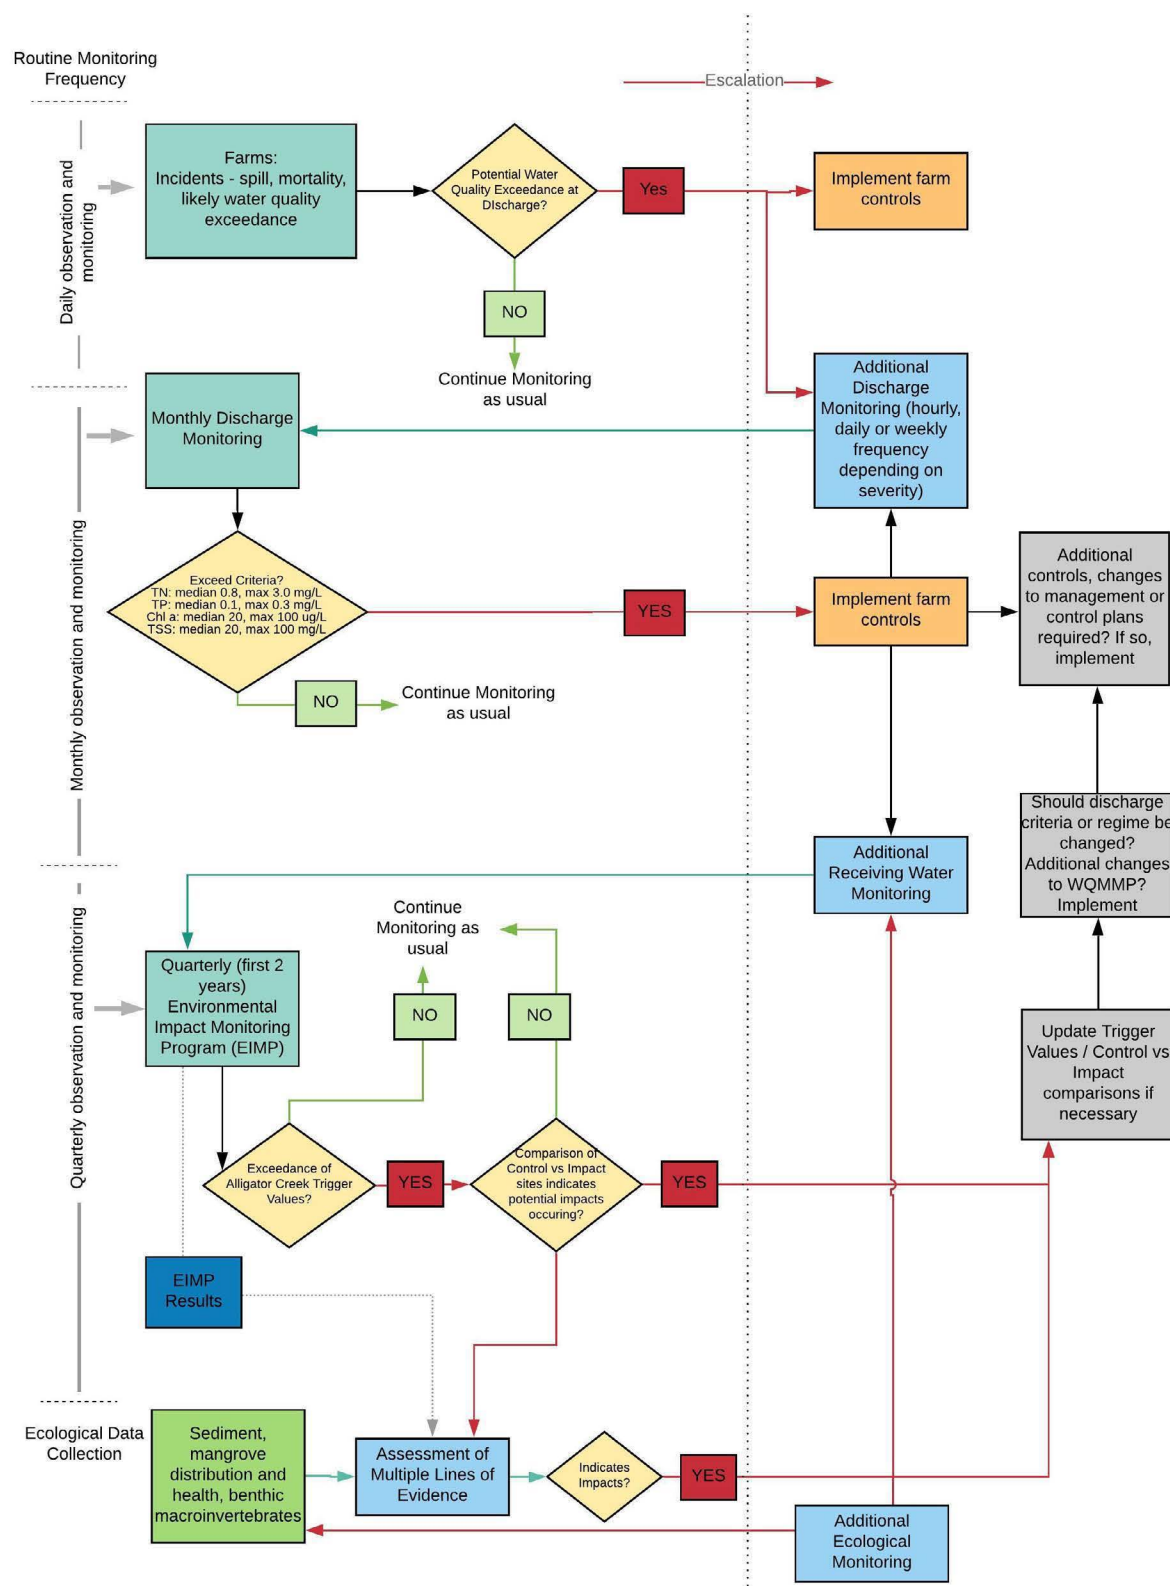 Routine Monitoring
Frequency
Escalation
Daily observation and
monitoring
Farms:
Incidents - spill, mortality,
likely water quality
exceedance
Potential Water
Quality Exceedance at
DIscharge?
Yes
Implement farm
controls
NO
Continue Monitoring
as usual
Monthly observation and monitoring
Monthly Discharge
Monitoring
Additional
Discharge
Monitoring (hourly,
daily or weekly
frequency
depending on
severity)
Exceed Criteria?
TN: median 0.8, max 3.0 mg/L
TP: median 0.1, max 0.3 mg/L
Chl a: median 20, max 100 ug/L
TSS: median 20, max 100 mg/L
YES
Implement farm
controls
Additional
controls, changes
to management or
control plans
required? If so,
implement
NO
Continue Monitoring
as usual
Should discharge
criteria or regime be
changed?
Additional changes
to WQMMP?
Implement
Additional
Receiving Water
Monitoring
Quarterly observation and monitoring
Continue
Monitoring as
usual
Quarterly (first 2
years)
Environmental
Impact Monitoring
Program (EIMP)
NO
NO
Update Trigger
Values / Control vs
Impact
comparisons if
necessary
Exceedance of
Alligator Creek Trigger
Values?
YES
Comparison of
Control vs Impact
sites indicates
potential impacts
occuring?
YES
EIMP
Results
Ecological Data
Collection
Sediment,
mangrove
distribution and
health, benthic
macroinvertebrates
Assessment of
Multiple Lines of
Evidence
Indicates
Impacts?
YES
Additional
Ecological
Monitoring